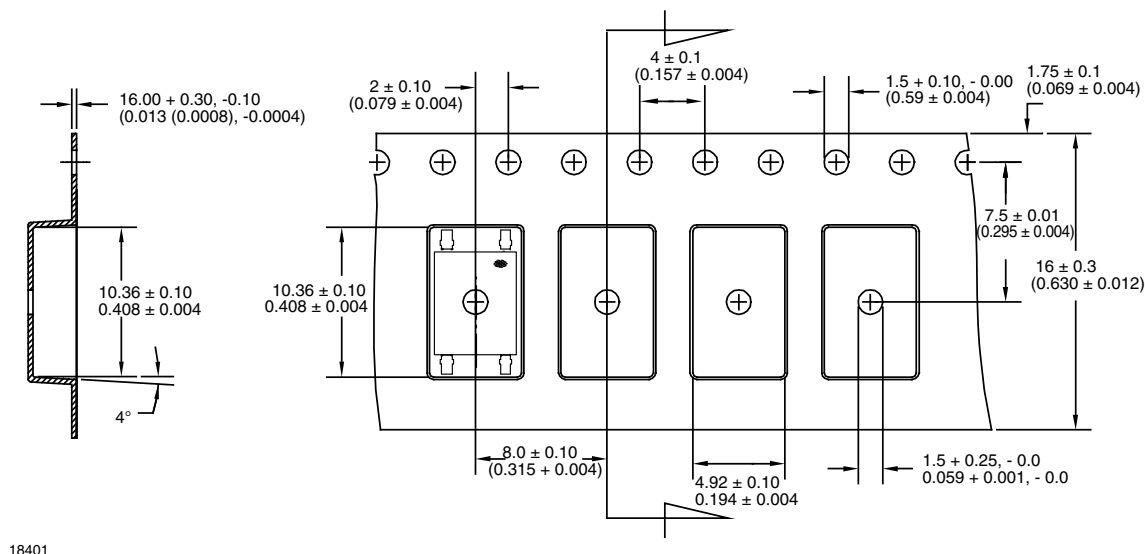 4 ± 0.1
(0.157 ± 0.004)
2 ± 0.10
(0.079 ± 0.004)
1.5 + 0.10, - 0.00
(0.59 ± 0.004)
1.75 ± 0.1
(0.069 ± 0.004)
16.00 + 0.30, -0.10
(0.013 (0.0008), -0.0004)
7.5 ± 0.01
(0.295 ± 0.004)
16 ± 0.3
(0.630 ± 0.012)
10.36 ± 0.10
0.408 ± 0.004
10.36 ± 0.10
0.408 ± 0.004
4°
8.0 ± 0.10
(0.315 + 0.004)
4.92 ± 0.10
0.194 ± 0.004
1.5 + 0.25, - 0.0
0.059 + 0.001, - 0.0
18401